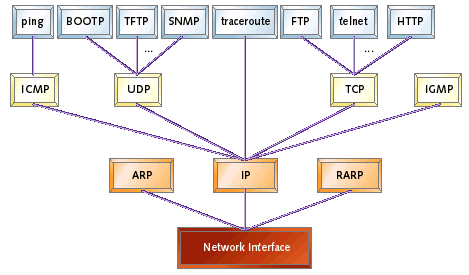 ping BOOTP TFTP SNMP traceroute FTP telnet HTTP
... ...
ICMP UDP TCP IGMP
ARP IP RARP
Network Interface